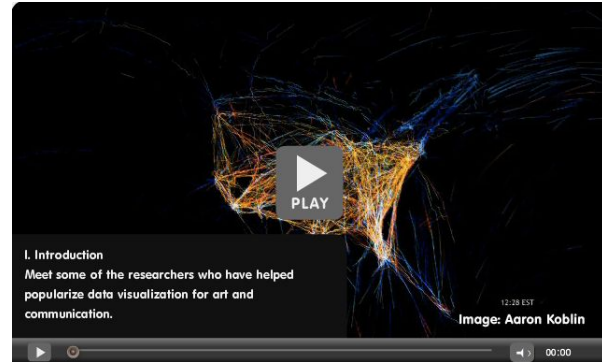 PLAY
I. Introduction
Meet some of the researchers who have helped
popularize data visualization for art and
communication.
12:28 EST
Image: Aaron Koblin
00:00